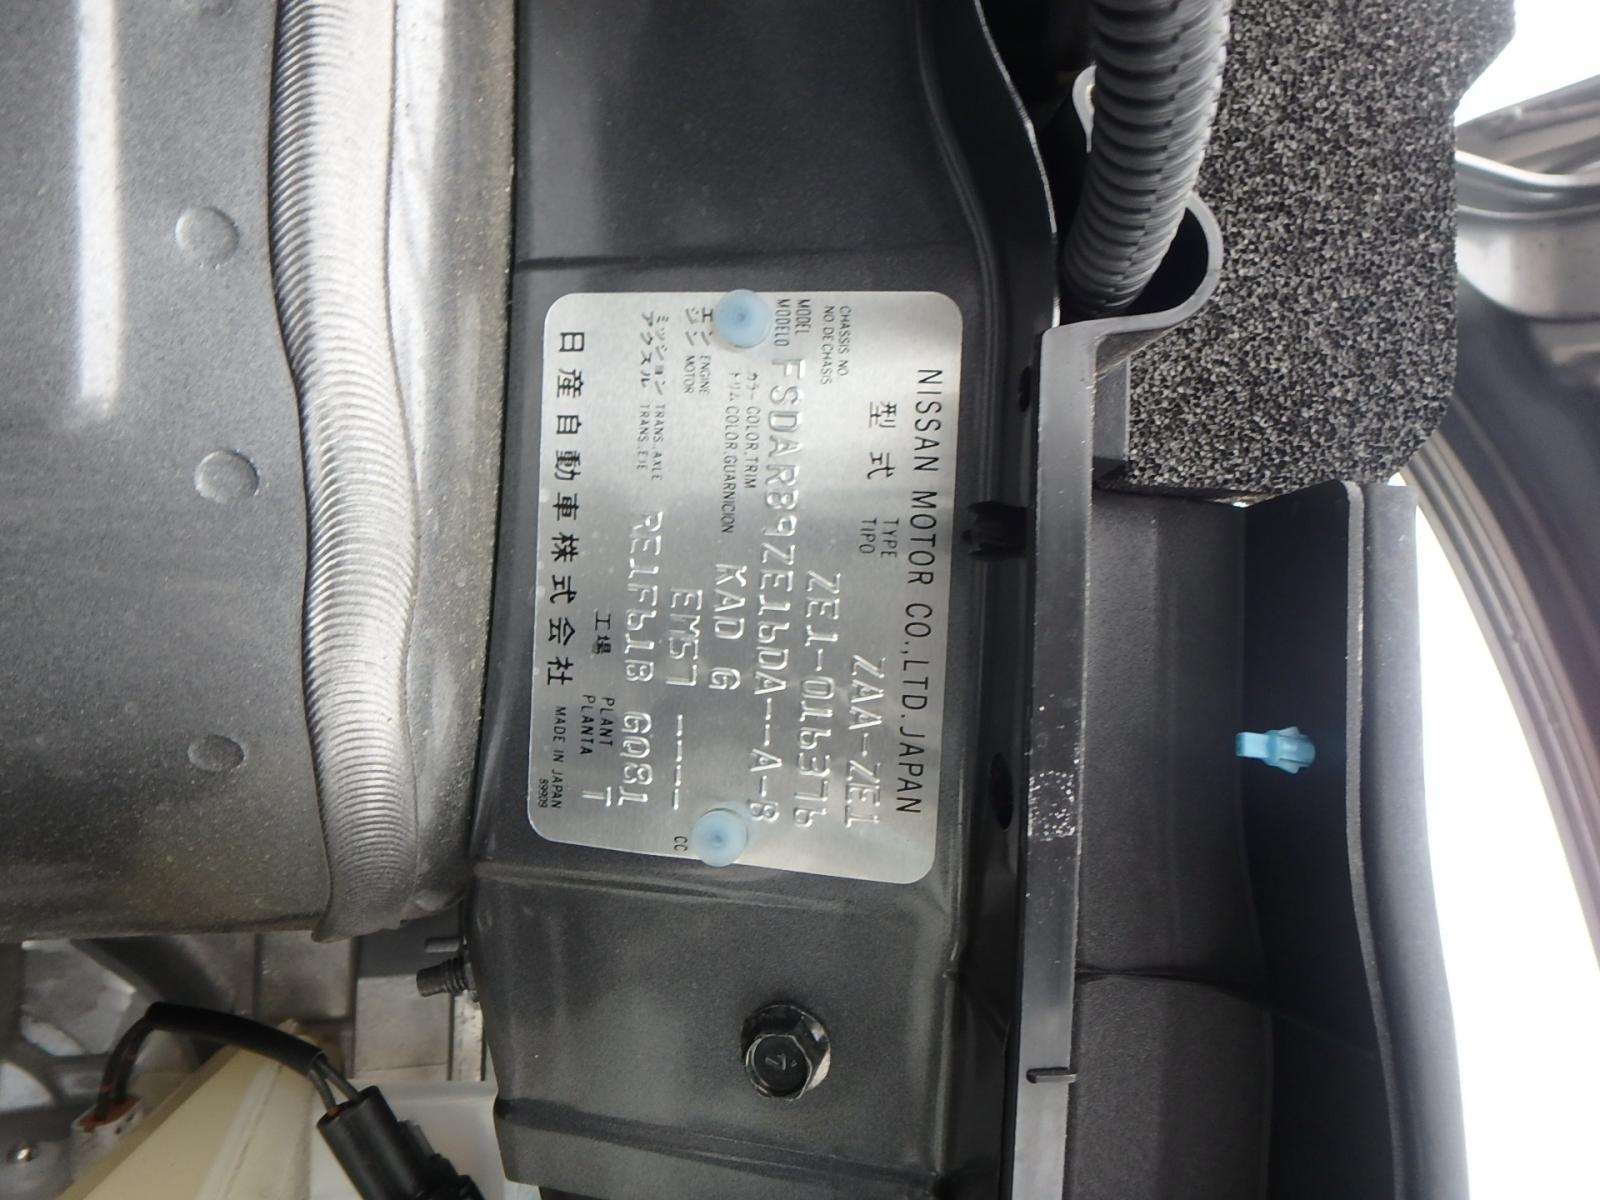 NISSAN MOTOR CO.,LTD.JAPAN
型式 TYPE TIPO ZAA-ZE1
CHASSIS NO NO DE CHASIS ZE1-016376
MODEL MODELO FSDARB9ZE16DA--A-B
カラー COLOR,TRIM
トリム COLOR,GUARNICION KAD G
エンジン ENGINE MOTOR EM57 ---- CC
ミッション TRANS.,AXLE
アクスル TRANS.,EJE RE1F61B GQ81
工場 PLANT PLANTA T
日産自動車株式会社 MADE IN JAPAN
89909